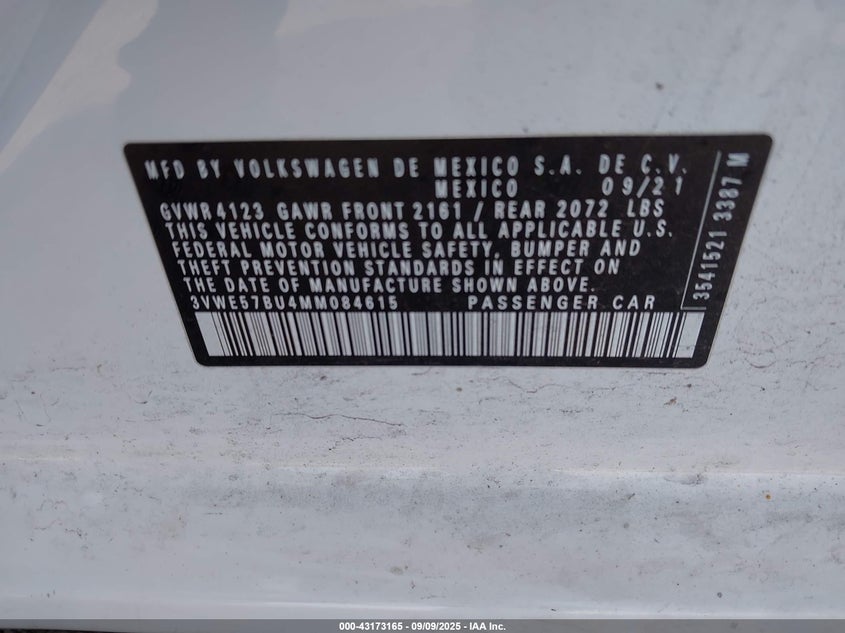 MFD BY VOLKSWAGEN DE MEXICO S.A. DE C.V.
MEXICO 09/21
GVWR 4123 GAWR FRONT 2161 / REAR 2072 LBS
THIS VEHICLE CONFORMS TO ALL APPLICABLE U.S.
FEDERAL MOTOR VEHICLE SAFETY, BUMPER AND
THEFT PREVENTION STANDARDS IN EFFECT ON
THE DATE OF MANUFACTURE SHOWN ABOVE.
3VWE57BU4MM084615 PASSENGER CAR
3541521 3387 M
000-43173165 - 09/09/2025 - IAA Inc.